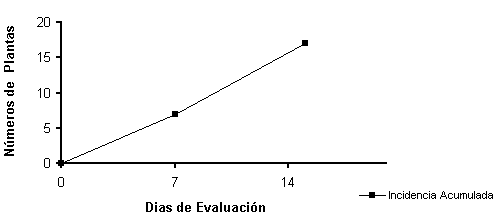 20
15
10
5
0
0 7 14
Números de Plantas
Dias de Evaluación
Incidencia Acumulada